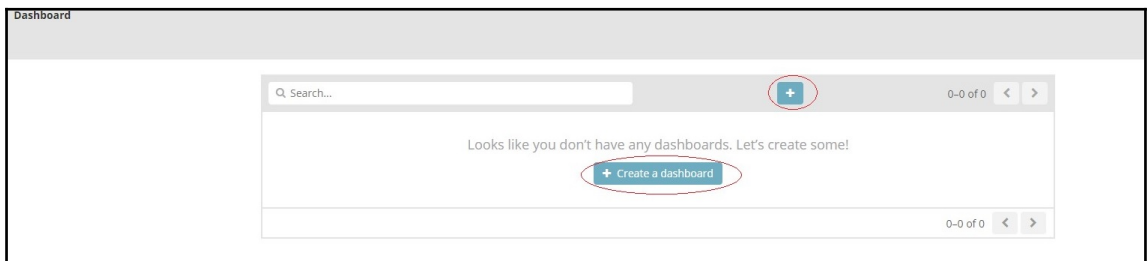 Dashboard
Search...
+
0–0 of 0 < >
Looks like you don't have any dashboards. Let's create some!
+ Create a dashboard
0–0 of 0 < >